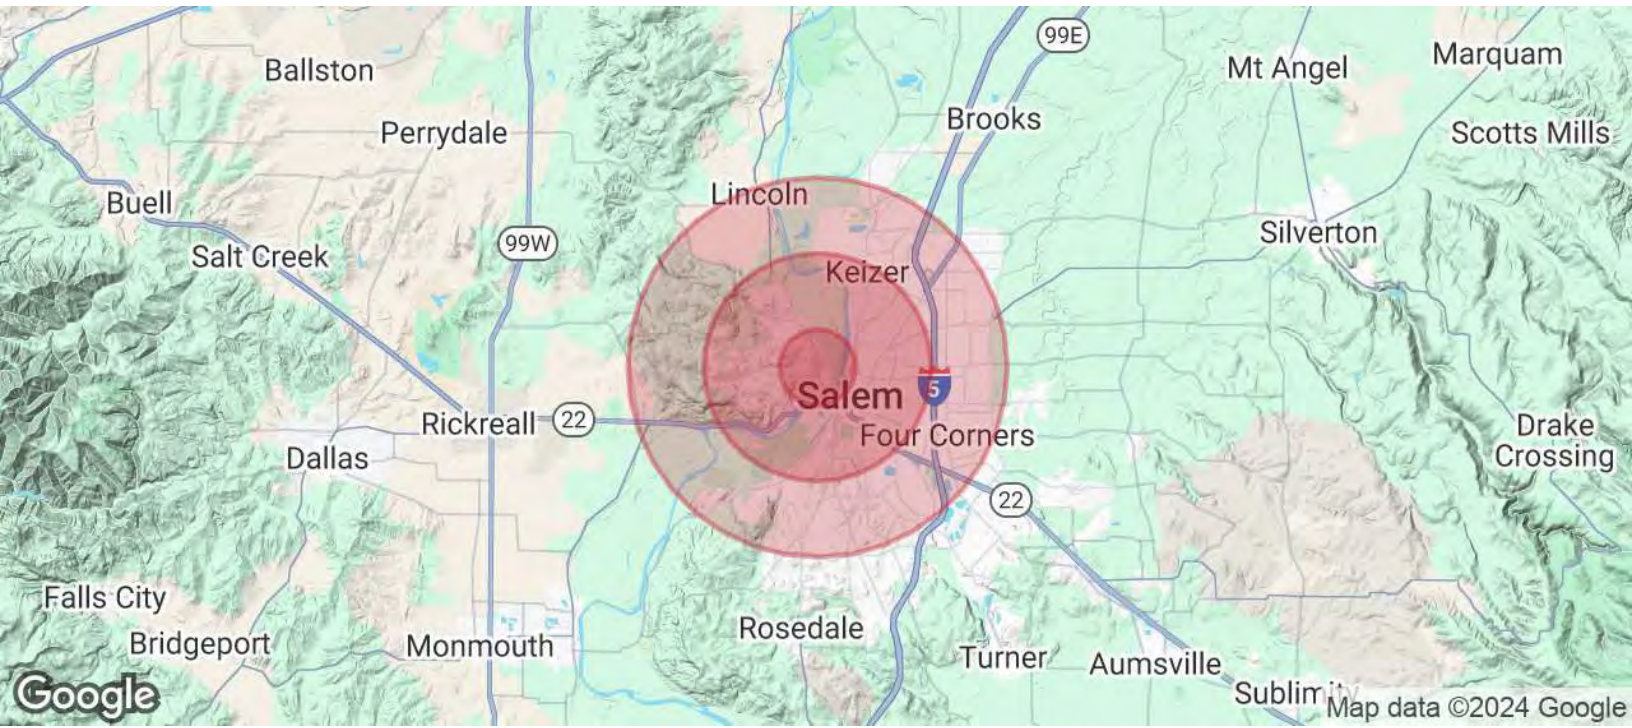 99E
Marquam
Mt Angel
Ballston
Brooks
Perrydale
Scotts Mills
Lincoln
Buell
Silverton
99W
Salt Creek
Keizer
5
Salem
Rickreall
22
Four Corners
Drake
Crossing
Dallas
22
Falls City
Rosedale
Bridgeport
Monmouth
Turner
Aumsville
Sublimity
Google
Map data ©2024 Google